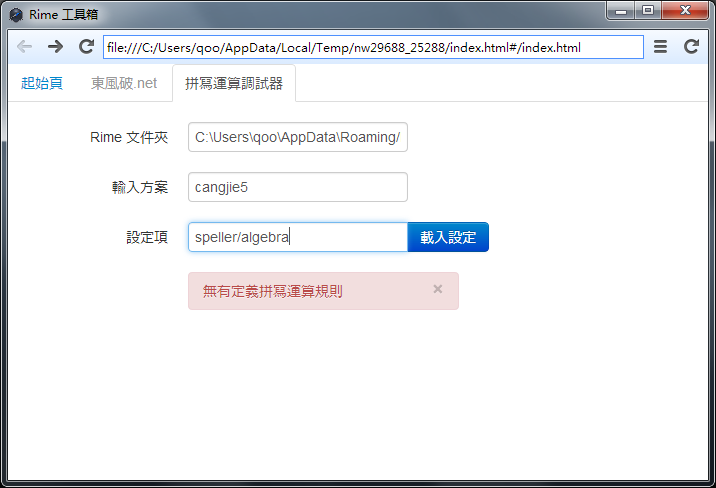 Rime 工具箱
file:///C:/Users/qoo/AppData/Local/Temp/nw29688_25288/index.html#/index.html
起始頁 東風破.net 拼寫運算調試器
Rime 文件夾 C:\Users\qoo\AppData\Roaming/
輸入方案 cangjie5
設定項 speller/algebra 載入設定
無有定義拼寫運算規則 ×